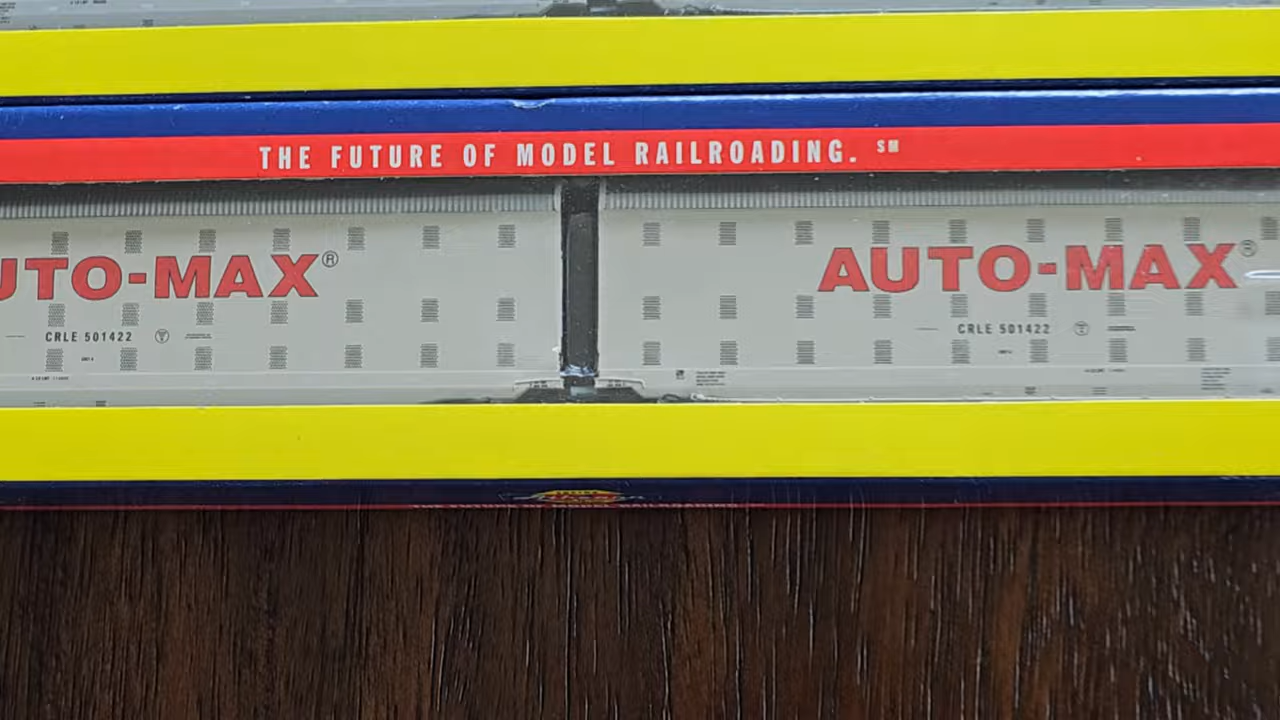 THE FUTURE OF MODEL RAILROADING. SM
UTO-MAX®
AUTO-MAX®
CRLE 501422
CRLE 501422